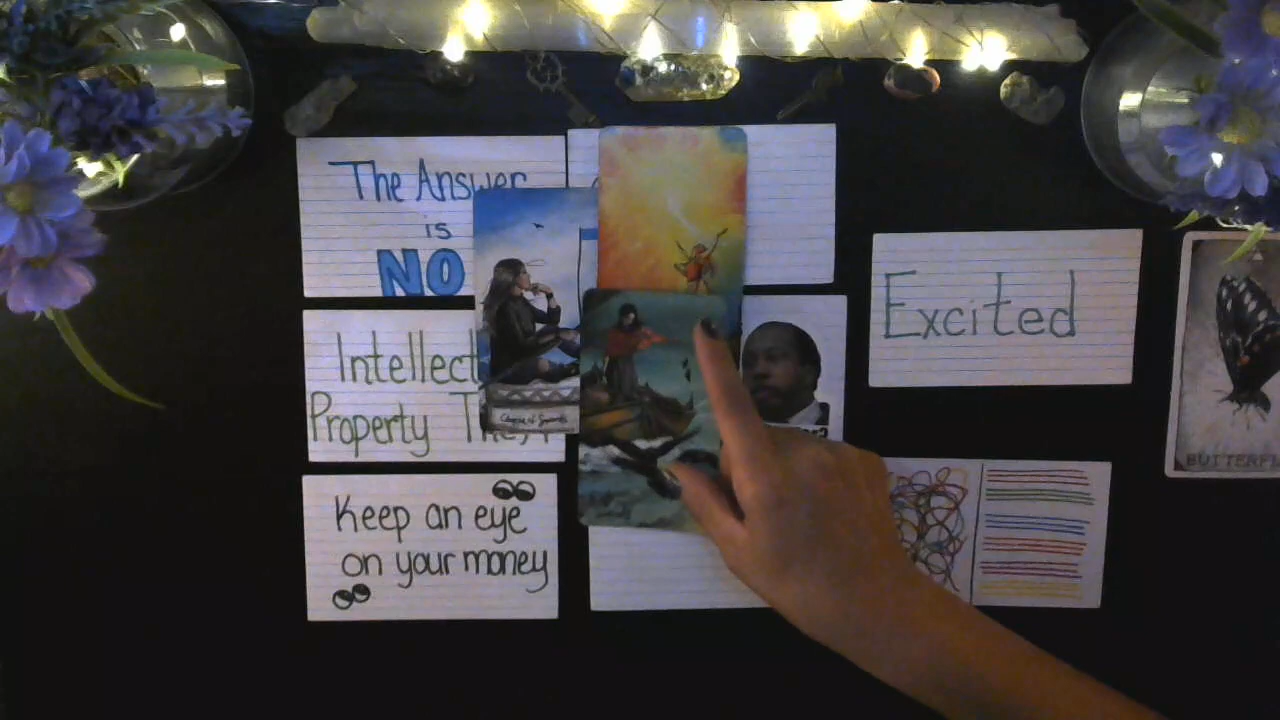 The Answer
is
NO
Intellect
Property
Keep an eye
on your money
Excited